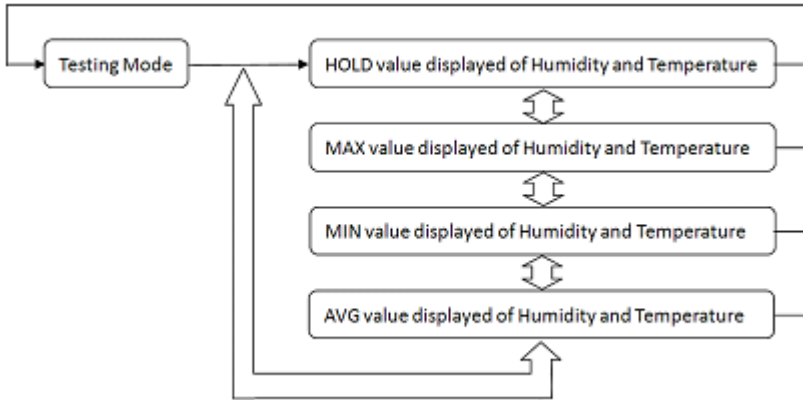 Testing Mode
HOLD value displayed of Humidity and Temperature
MAX value displayed of Humidity and Temperature
MIN value displayed of Humidity and Temperature
AVG value displayed of Humidity and Temperature